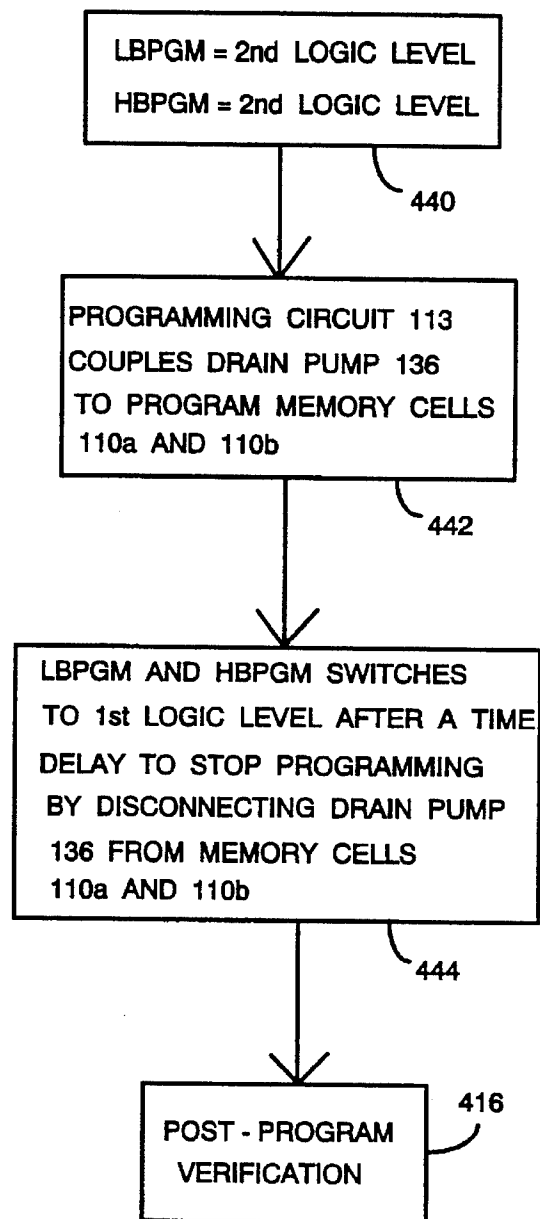 LBPGM = 2nd LOGIC LEVEL
HBPGM = 2nd LOGIC LEVEL
440
PROGRAMMING CIRCUIT 113
COUPLES DRAIN PUMP 136
TO PROGRAM MEMORY CELLS
110a AND 110b
442
LBPGM AND HBPGM SWITCHES
TO 1st LOGIC LEVEL AFTER A TIME
DELAY TO STOP PROGRAMMING
BY DISCONNECTING DRAIN PUMP
136 FROM MEMORY CELLS
110a AND 110b
444
416
POST - PROGRAM
VERIFICATION